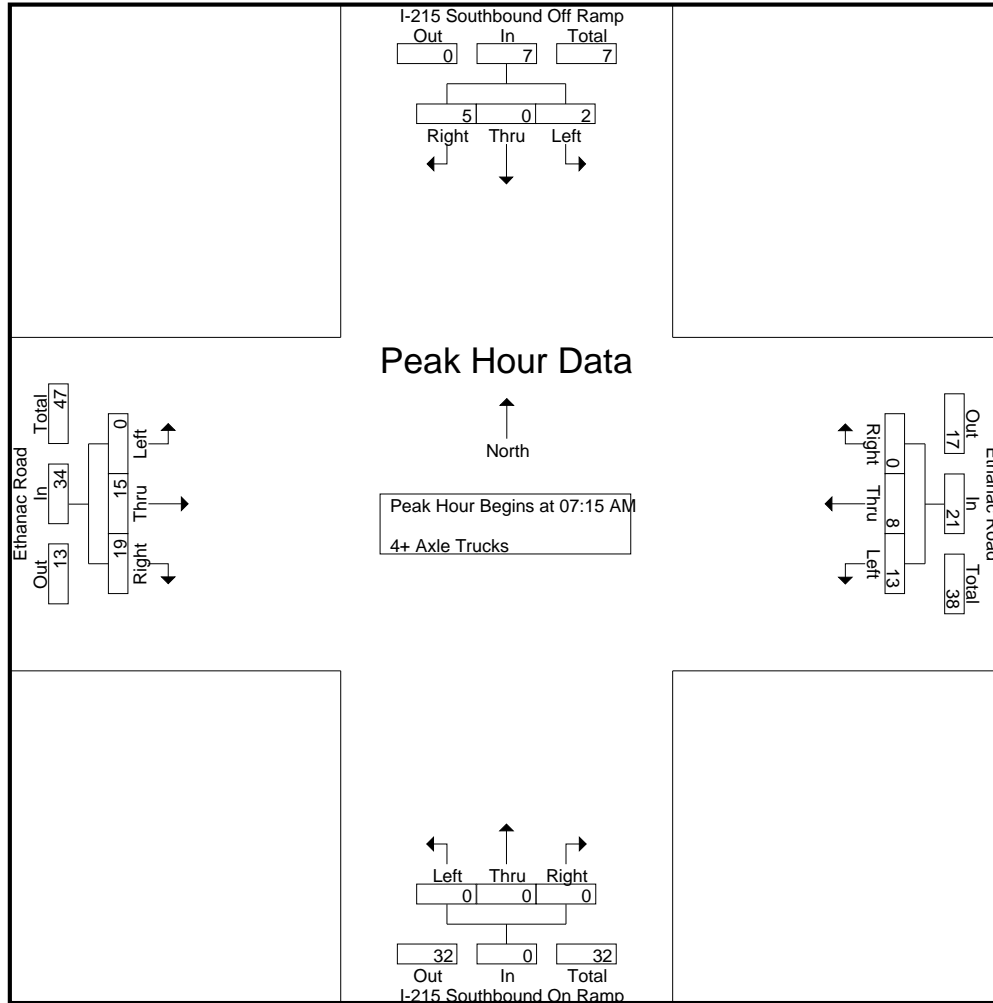 I-215 Southbound Off Ramp
Out In Total
0 7 7
5 0 2
Right Thru Left
Peak Hour Data
North
Peak Hour Begins at 07:15 AM
4+ Axle Trucks
Ethanac Road
Total In Out
47 34 13
0 15 19
Left Thru Right
Right Thru Left
0 8 13
17 21 38
Out In Total
Ethanac Road
Left Thru Right
0 0 0
32 0 32
Out In Total
I-215 Southbound On Ramp